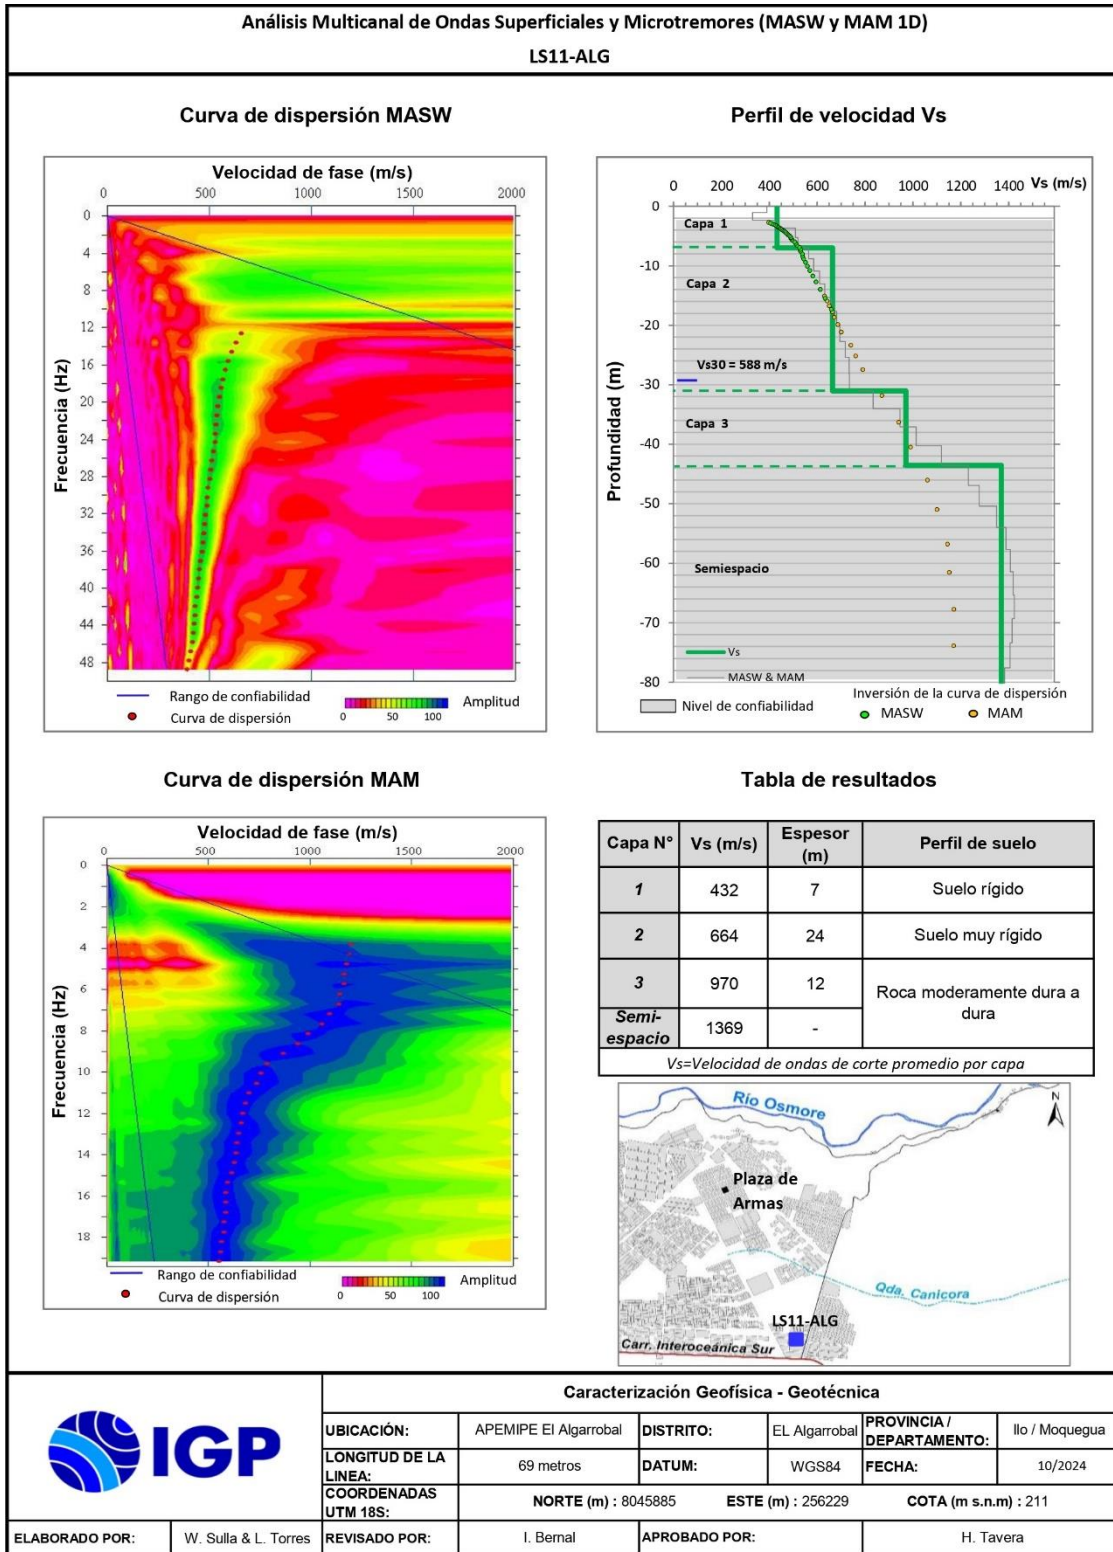 Análisis Multicanal de Ondas Superficiales y Microtremores (MASW y MAM 1D)
LS11-ALG
Curva de dispersión MASW
Velocidad de fase (m/s)
0 500 1000 1500 2000
Frecuencia (Hz)
0
4
8
12
16
20
24
28
32
36
40
44
48
Rango de confiabilidad
Curva de dispersión
0 50 100
Amplitud
Perfil de velocidad Vs
0 200 400 600 800 1000 1200 1400 Vs (m/s)
Profundidad (m)
0
-10
-20
-30
-40
-50
-60
-70
-80
Capa 1
Capa 2
Vs30 = 588 m/s
Capa 3
Semiespacio
Vs
MASW & MAM
Nivel de confiabilidad
Inversión de la curva de dispersión
MASW MAM
Curva de dispersión MAM
Velocidad de fase (m/s)
0 500 1000 1500 2000
Frecuencia (Hz)
0
2
4
6
8
10
12
14
16
18
Rango de confiabilidad
Curva de dispersión
0 50 100
Amplitud
Tabla de resultados
Capa N° Vs (m/s) Espesor (m) Perfil de suelo
1 432 7 Suelo rígido
2 664 24 Suelo muy rígido
3 970 12 Roca moderamente dura a dura
Semi-espacio 1369 -
Vs=Velocidad de ondas de corte promedio por capa
Río Osmore
N
Plaza de Armas
Qda. Canicora
LS11-ALG
Carr. Interoceánica Sur
IGP
Caracterización Geofísica - Geotécnica
UBICACIÓN: APEMIPE El Algarrobal DISTRITO: EL Algarrobal PROVINCIA / DEPARTAMENTO: Ilo / Moquegua
LONGITUD DE LA LINEA: 69 metros DATUM: WGS84 FECHA: 10/2024
COORDENADAS UTM 18S: NORTE (m) : 8045885 ESTE (m) : 256229 COTA (m s.n.m) : 211
ELABORADO POR: W. Sulla & L. Torres REVISADO POR: I. Bernal APROBADO POR: H. Tavera